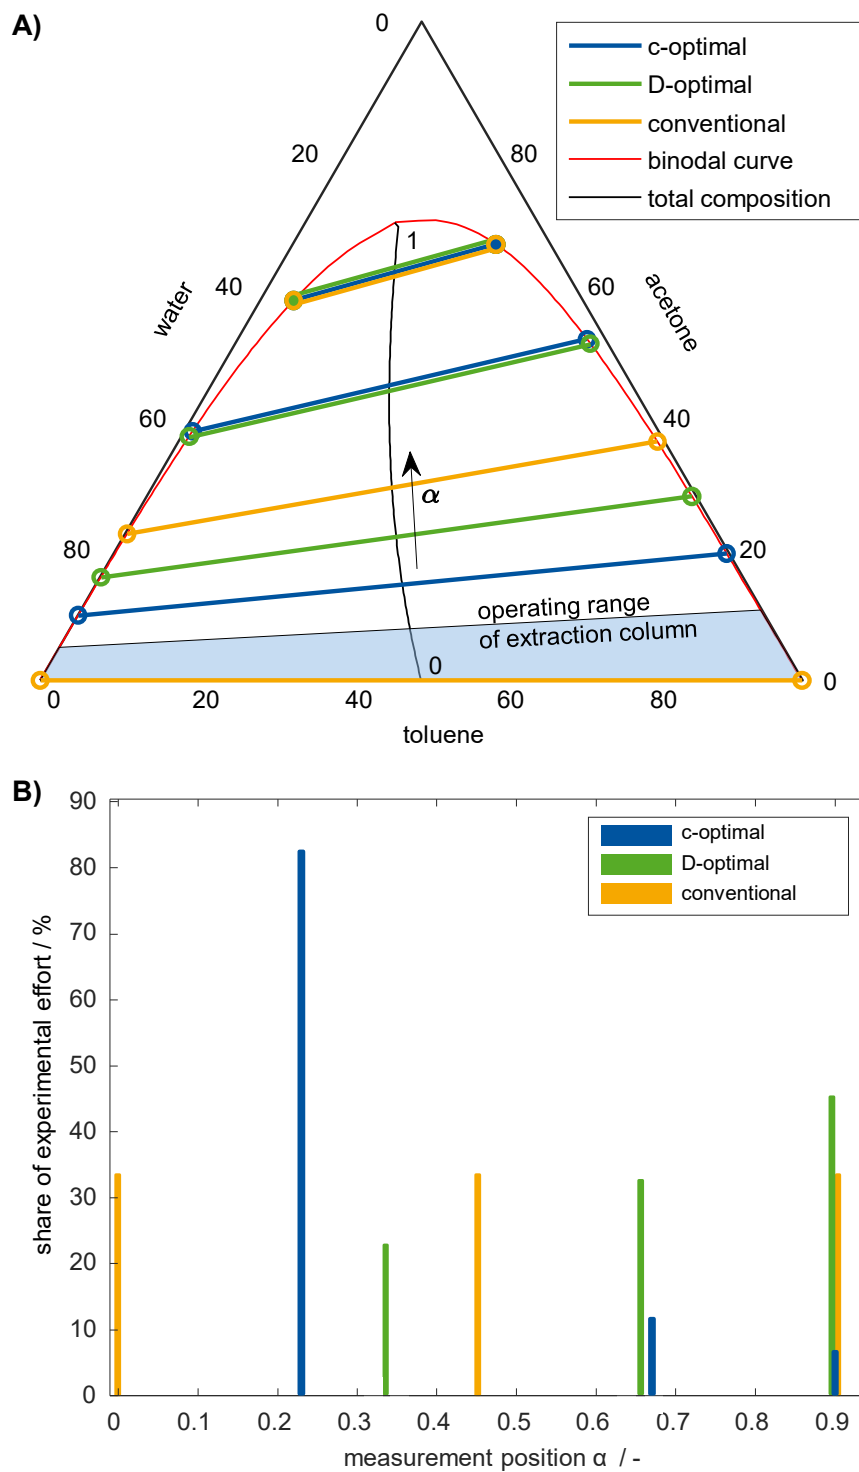 A)
0
c-optimal
D-optimal
conventional
binodal curve
total composition
20
80
1
water
40
60
acetone
60
40
α
80
20
operating range
of extraction column
0
0
0
20
40
60
80
toluene
B)
90
80
70
60
50
40
30
20
10
0
share of experimental effort / %
c-optimal
D-optimal
conventional
0
0.1
0.2
0.3
0.4
0.5
0.6
0.7
0.8
0.9
measurement position α / -